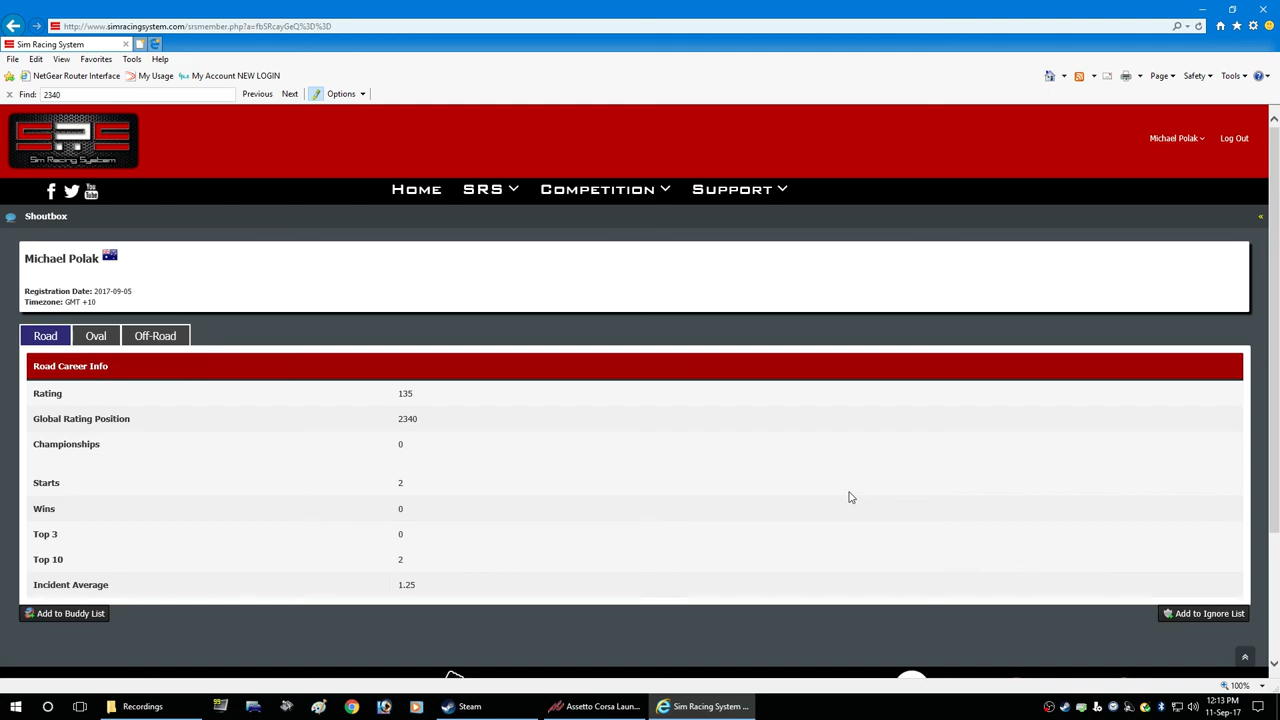 http://www.simracingsystem.com/srsmember.php?a=fbSRcayGeQ%3D%3D
Sim Racing System
File Edit View Favorites Tools Help
NetGear Router Interface My Usage My Account NEW LOGIN
Page Safety Tools
Find: 2340 Previous Next Options
Sim Racing System
Michael Polak Log Out
You
Tube
Home SRS Competition Support
Shoutbox «
Michael Polak
Registration Date: 2017-09-05
Timezone: GMT +10
Road Oval Off-Road
Road Career Info
Rating 135
Global Rating Position 2340
Championships 0
Starts 2
Wins 0
Top 3 0
Top 10 2
Incident Average 1.25
Add to Buddy List Add to Ignore List
100%
Recordings Steam Assetto Corsa Laun... Sim Racing System ...
12:13 PM
11-Sep-17